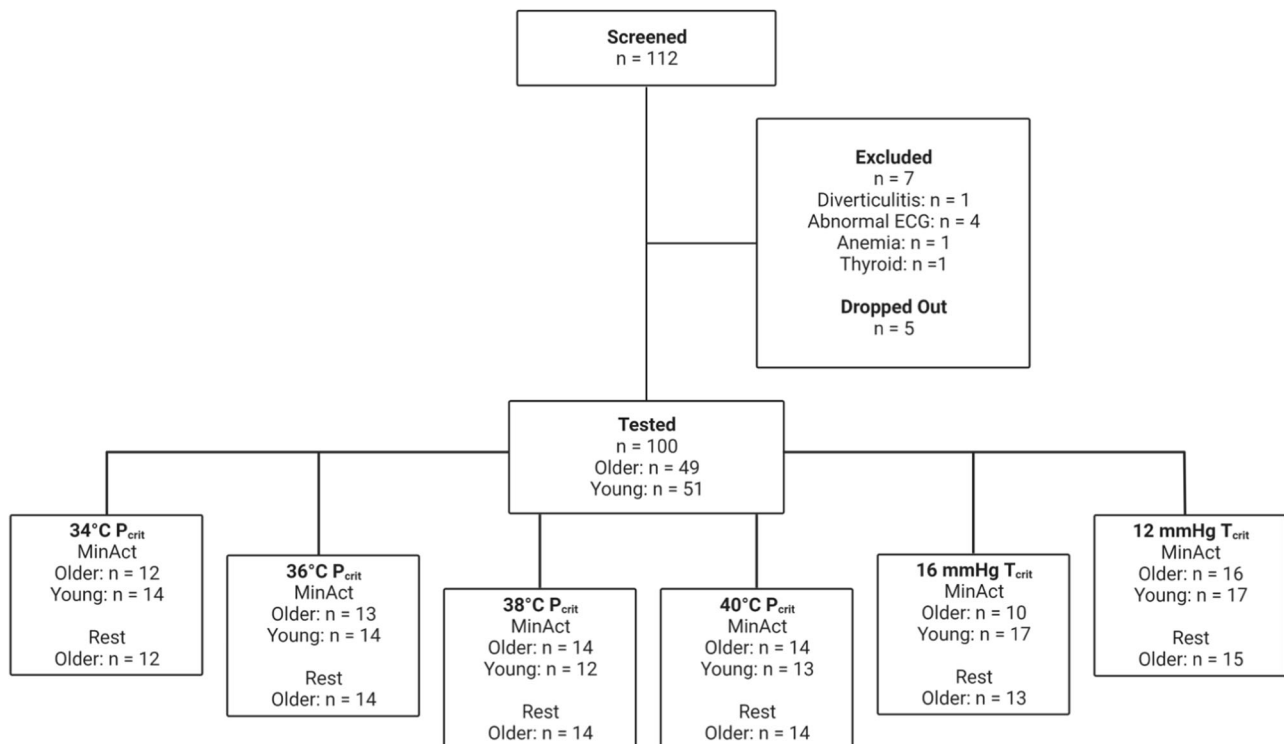 Screened
n = 112
Excluded
n = 7
Diverticulitis: n = 1
Abnormal ECG: n = 4
Anemia: n = 1
Thyroid: n =1
Dropped Out
n = 5
Tested
n = 100
Older: n = 49
Young: n = 51
34°C Pcrit
MinAct
Older: n = 12
Young: n = 14
Rest
Older: n = 12
36°C Pcrit
MinAct
Older: n = 13
Young: n = 14
Rest
Older: n = 14
38°C Pcrit
MinAct
Older: n = 14
Young: n = 12
Rest
Older: n = 14
40°C Pcrit
MinAct
Older: n = 14
Young: n = 13
Rest
Older: n = 14
16 mmHg Tcrit
MinAct
Older: n = 10
Young: n = 17
Rest
Older: n = 13
12 mmHg Tcrit
MinAct
Older: n = 16
Young: n = 17
Rest
Older: n = 15